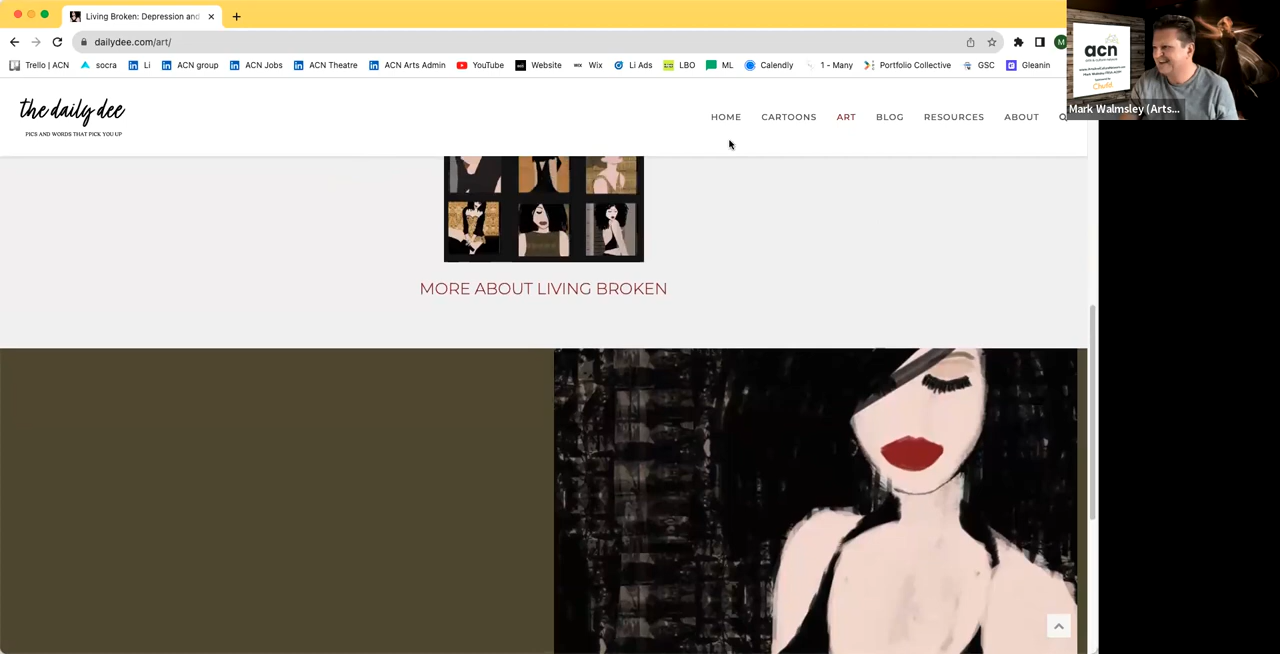 Living Broken: Depression and
dailydee.com/art/
M
Trello | ACN
socra
Li
ACN group
ACN Jobs
ACN Theatre
ACN Arts Admin
YouTube
Website
Wix
Li Ads
LBO
ML
Calendly
1 - Many
Portfolio Collective
GSC
Gleanin
acn
Chuffd
Mark Walmsley (Arts...
the daily dee
PICS AND WORDS THAT PICK YOU UP
HOME
CARTOONS
ART
BLOG
RESOURCES
ABOUT
MORE ABOUT LIVING BROKEN